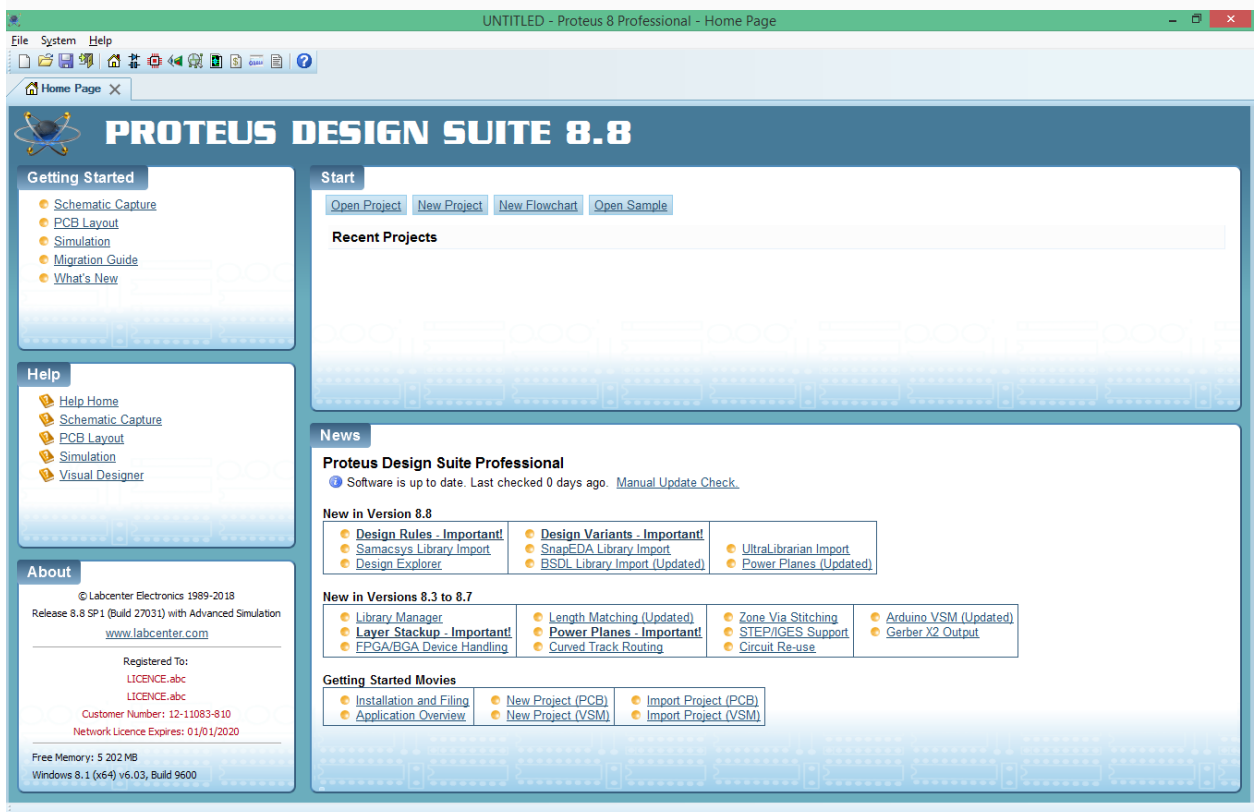 UNTITLED - Proteus 8 Professional - Home Page
File System Help
Home Page
PROTEUS DESIGN SUITE 8.8
Getting Started
Schematic Capture
PCB Layout
Simulation
Migration Guide
What's New
Help
Help Home
Schematic Capture
PCB Layout
Simulation
Visual Designer
About
© Labcenter Electronics 1989-2018
Release 8.8 SP1 (Build 27031) with Advanced Simulation
www.labcenter.com
Registered To:
LICENCE.abc
LICENCE.abc
Customer Number: 12-11083-810
Network Licence Expires: 01/01/2020
Free Memory: 5 202 MB
Windows 8.1 (x64) v6.03, Build 9600
Start
Open Project New Project New Flowchart Open Sample
Recent Projects
News
Proteus Design Suite Professional
Software is up to date. Last checked 0 days ago. Manual Update Check.
New in Version 8.8
Design Rules - Important! Design Variants - Important!
Samacsys Library Import SnapEDA Library Import UltraLibrarian Import
Design Explorer BSDL Library Import (Updated) Power Planes (Updated)
New in Versions 8.3 to 8.7
Library Manager Length Matching (Updated) Zone Via Stitching Arduino VSM (Updated)
Layer Stackup - Important! Power Planes - Important! STEP/IGES Support Gerber X2 Output
FPGA/BGA Device Handling Curved Track Routing Circuit Re-use
Getting Started Movies
Installation and Filing New Project (PCB) Import Project (PCB)
Application Overview New Project (VSM) Import Project (VSM)